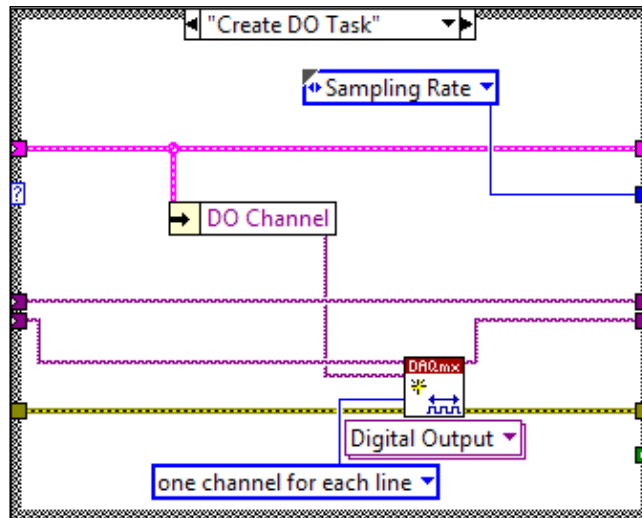 "Create DO Task"
Sampling Rate
?
DO Channel
DAQmx
Digital Output
one channel for each line